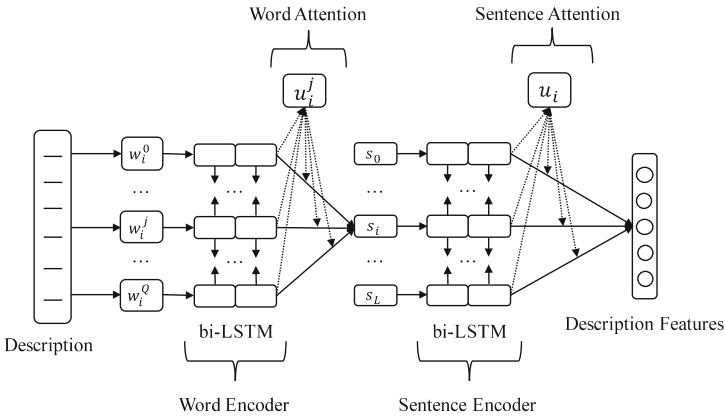 Word Attention
Sentence Attention
u_i^j
u_i
w_i^0
s_0
...
...
...
...
w_i^j
s_i
...
...
...
...
w_i^Q
s_L
Description
bi-LSTM
bi-LSTM
Description Features
Word Encoder
Sentence Encoder